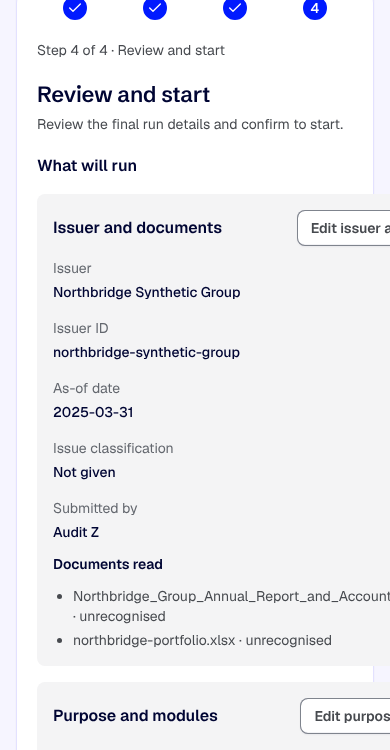 4
Step 4 of 4 · Review and start
Review and start
Review the final run details and confirm to start.
What will run
Issuer and documents
Edit issuer a
Issuer
Northbridge Synthetic Group
Issuer ID
northbridge-synthetic-group
As-of date
2025-03-31
Issue classification
Not given
Submitted by
Audit Z
Documents read
• Northbridge_Group_Annual_Report_and_Account
· unrecognised
• northbridge-portfolio.xlsx · unrecognised
Purpose and modules
Edit purpos